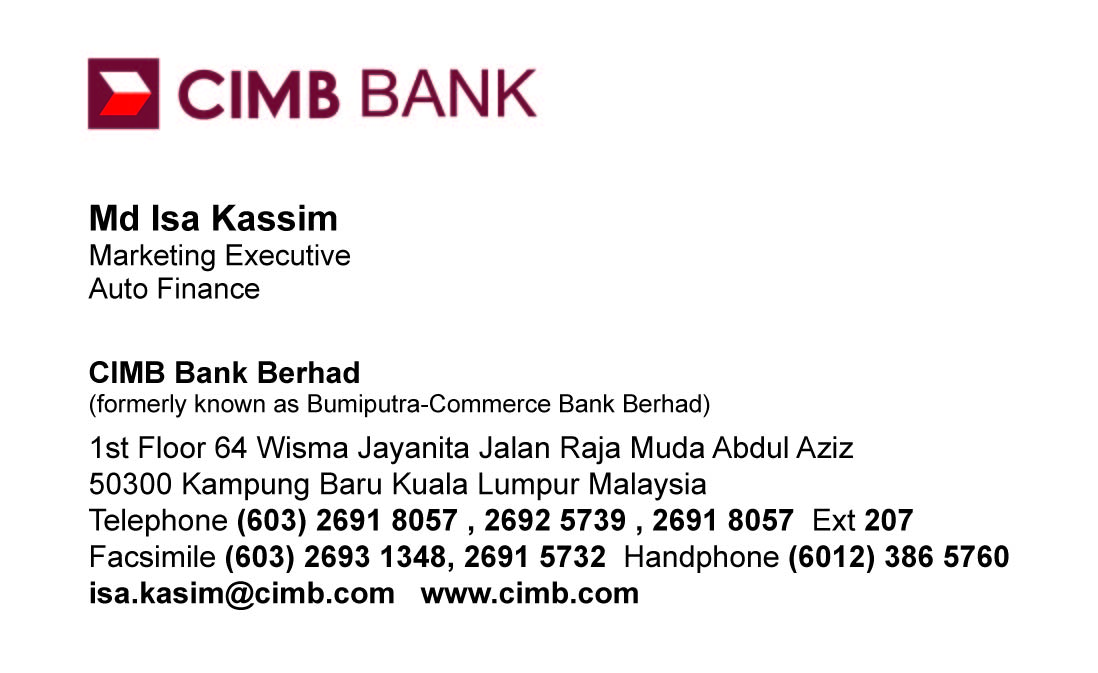 CIMB BANK
Md Isa Kassim
Marketing Executive
Auto Finance
CIMB Bank Berhad
(formerly known as Bumiputra-Commerce Bank Berhad)
1st Floor 64 Wisma Jayanita Jalan Raja Muda Abdul Aziz
50300 Kampung Baru Kuala Lumpur Malaysia
Telephone (603) 2691 8057 , 2692 5739 , 2691 8057 Ext 207
Facsimile (603) 2693 1348, 2691 5732 Handphone (6012) 386 5760
isa.kasim@cimb.com www.cimb.com